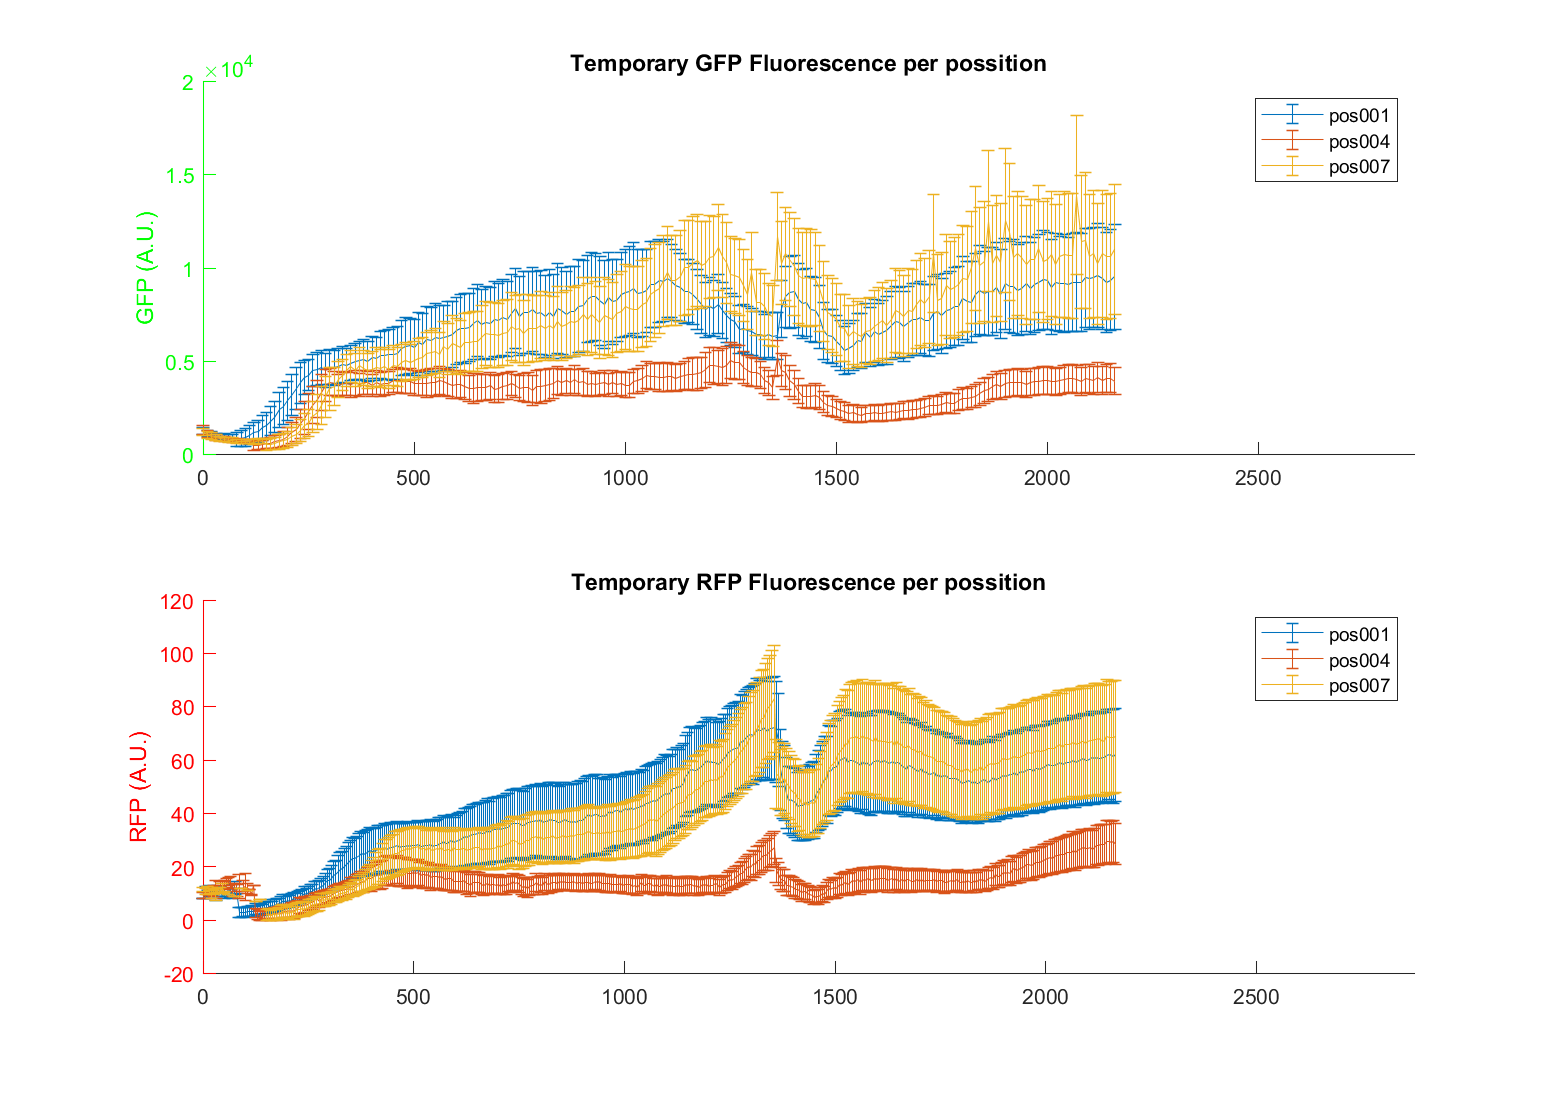 Temporary GFP Fluorescence per possition
×10^4
2
1.5
1
0.5
0
GFP (A.U.)
0 500 1000 1500 2000 2500
pos001
pos004
pos007
Temporary RFP Fluorescence per possition
120
100
80
60
40
20
0
-20
RFP (A.U.)
0 500 1000 1500 2000 2500
pos001
pos004
pos007